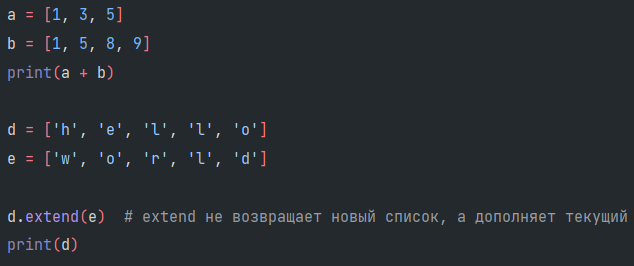 a = [1, 3, 5]
b = [1, 5, 8, 9]
print(a + b)
d = ['h', 'e', 'l', 'l', 'o']
e = ['w', 'o', 'r', 'l', 'd']
d.extend(e)  # extend не возвращает новый список, а дополняет текущий
print(d)